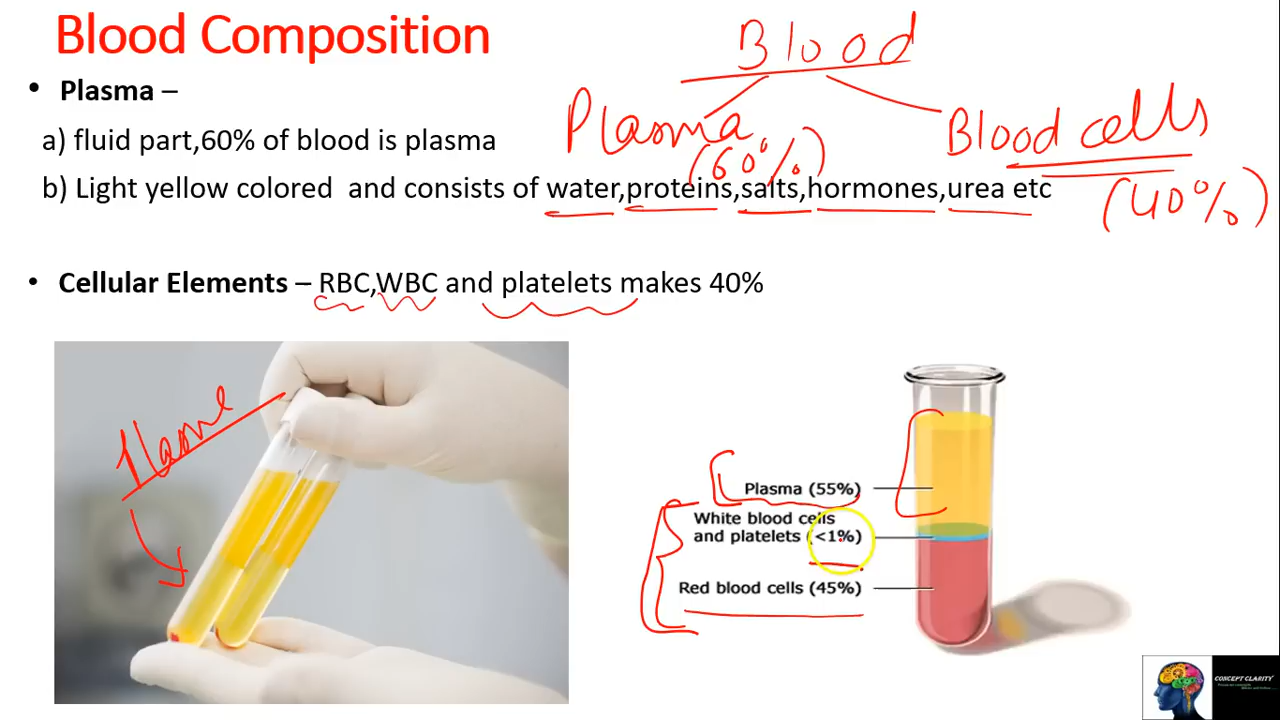 Blood Composition
Blood
• Plasma –
Plasma
Blood cells
a) fluid part,60% of blood is plasma
(60%)
(40%)
b) Light yellow colored and consists of water,proteins,salts,hormones,urea etc
• Cellular Elements – RBC,WBC and platelets makes 40%
Plasma (55%)
White blood cells
and platelets (<1%)
Red blood cells (45%)
CONCEPT CLARITY